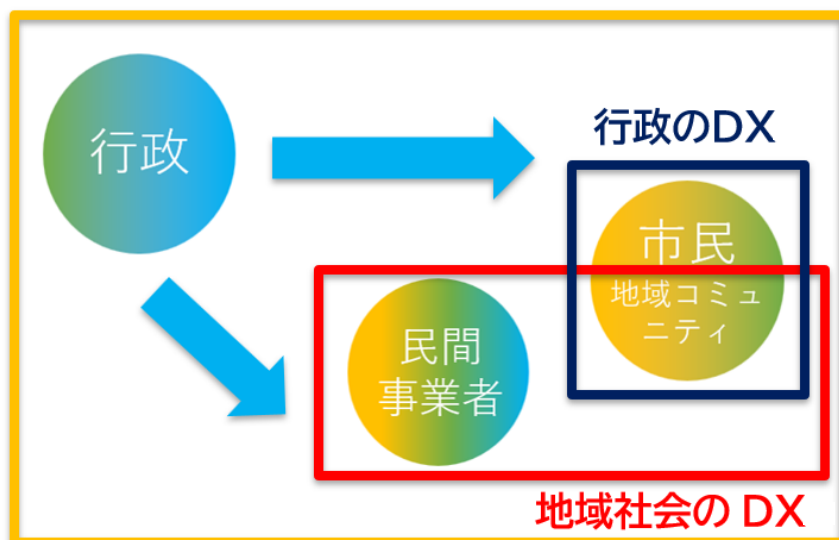 行政
行政のDX
市民
地域コミュ
ニティ
民間
事業者
地域社会の DX